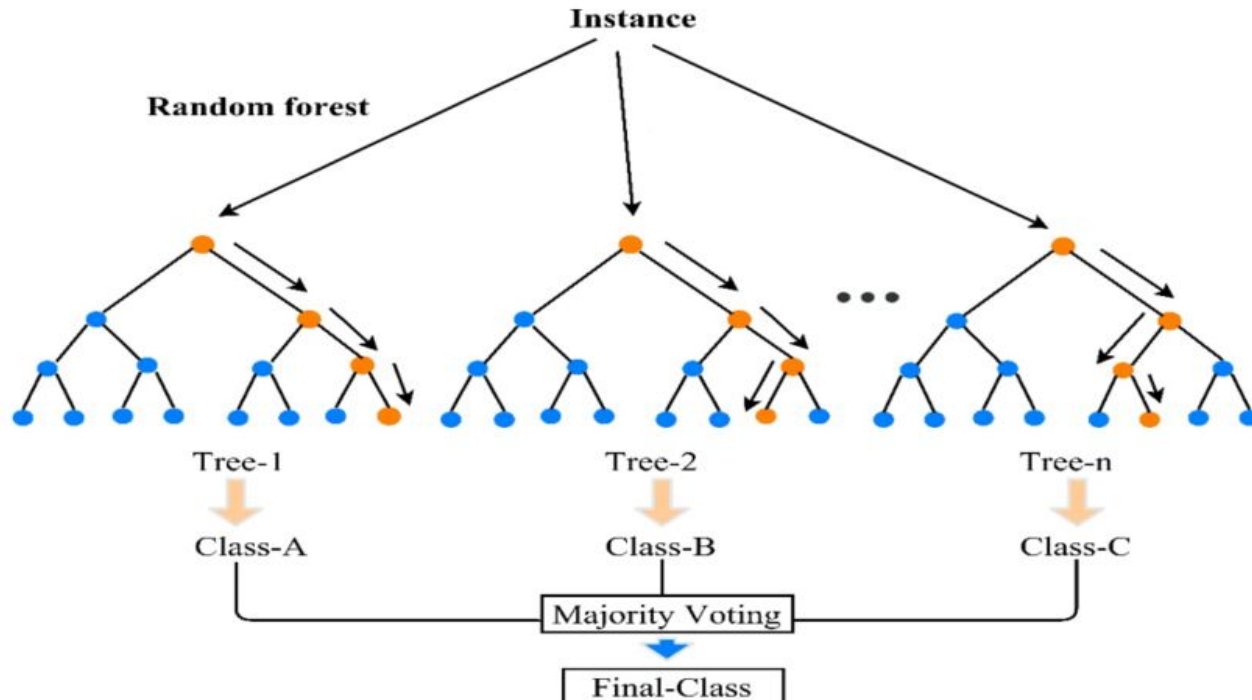 Instance
Random forest
Tree-1
Tree-2
Tree-n
Class-A
Class-B
Class-C
Majority Voting
Final-Class